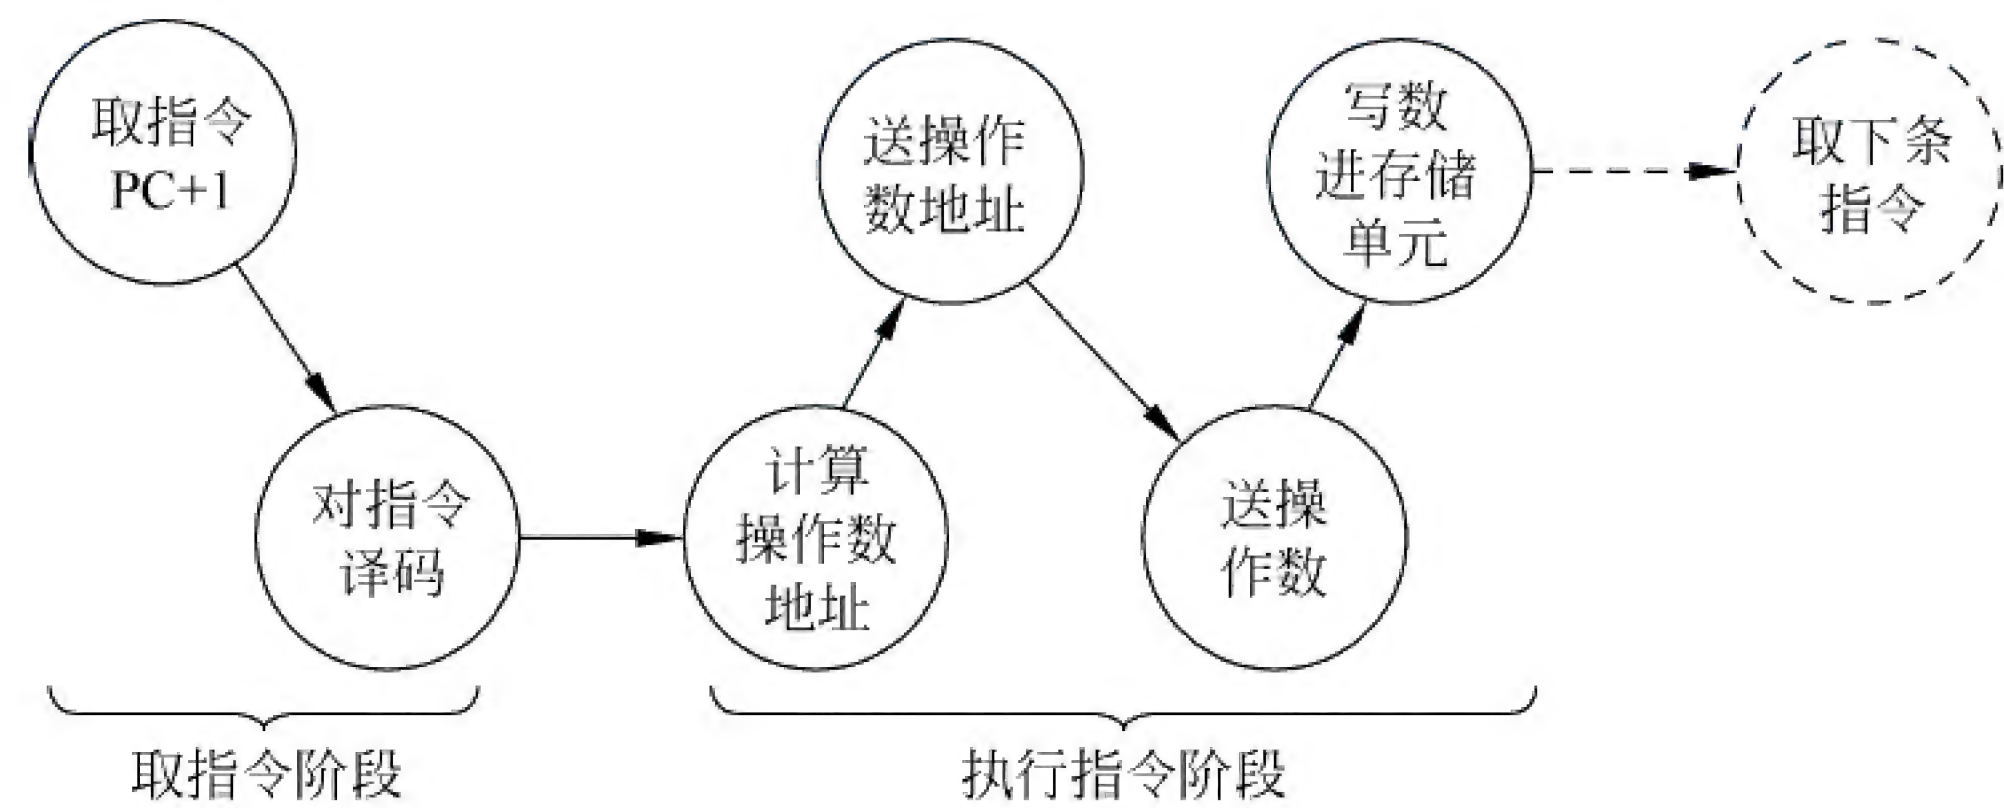 取指令
PC+1
对指令
译码
计算
操作数
地址
送操作
数地址
送操
作数
写数
进存储
单元
取下条
指令
取指令阶段
执行指令阶段